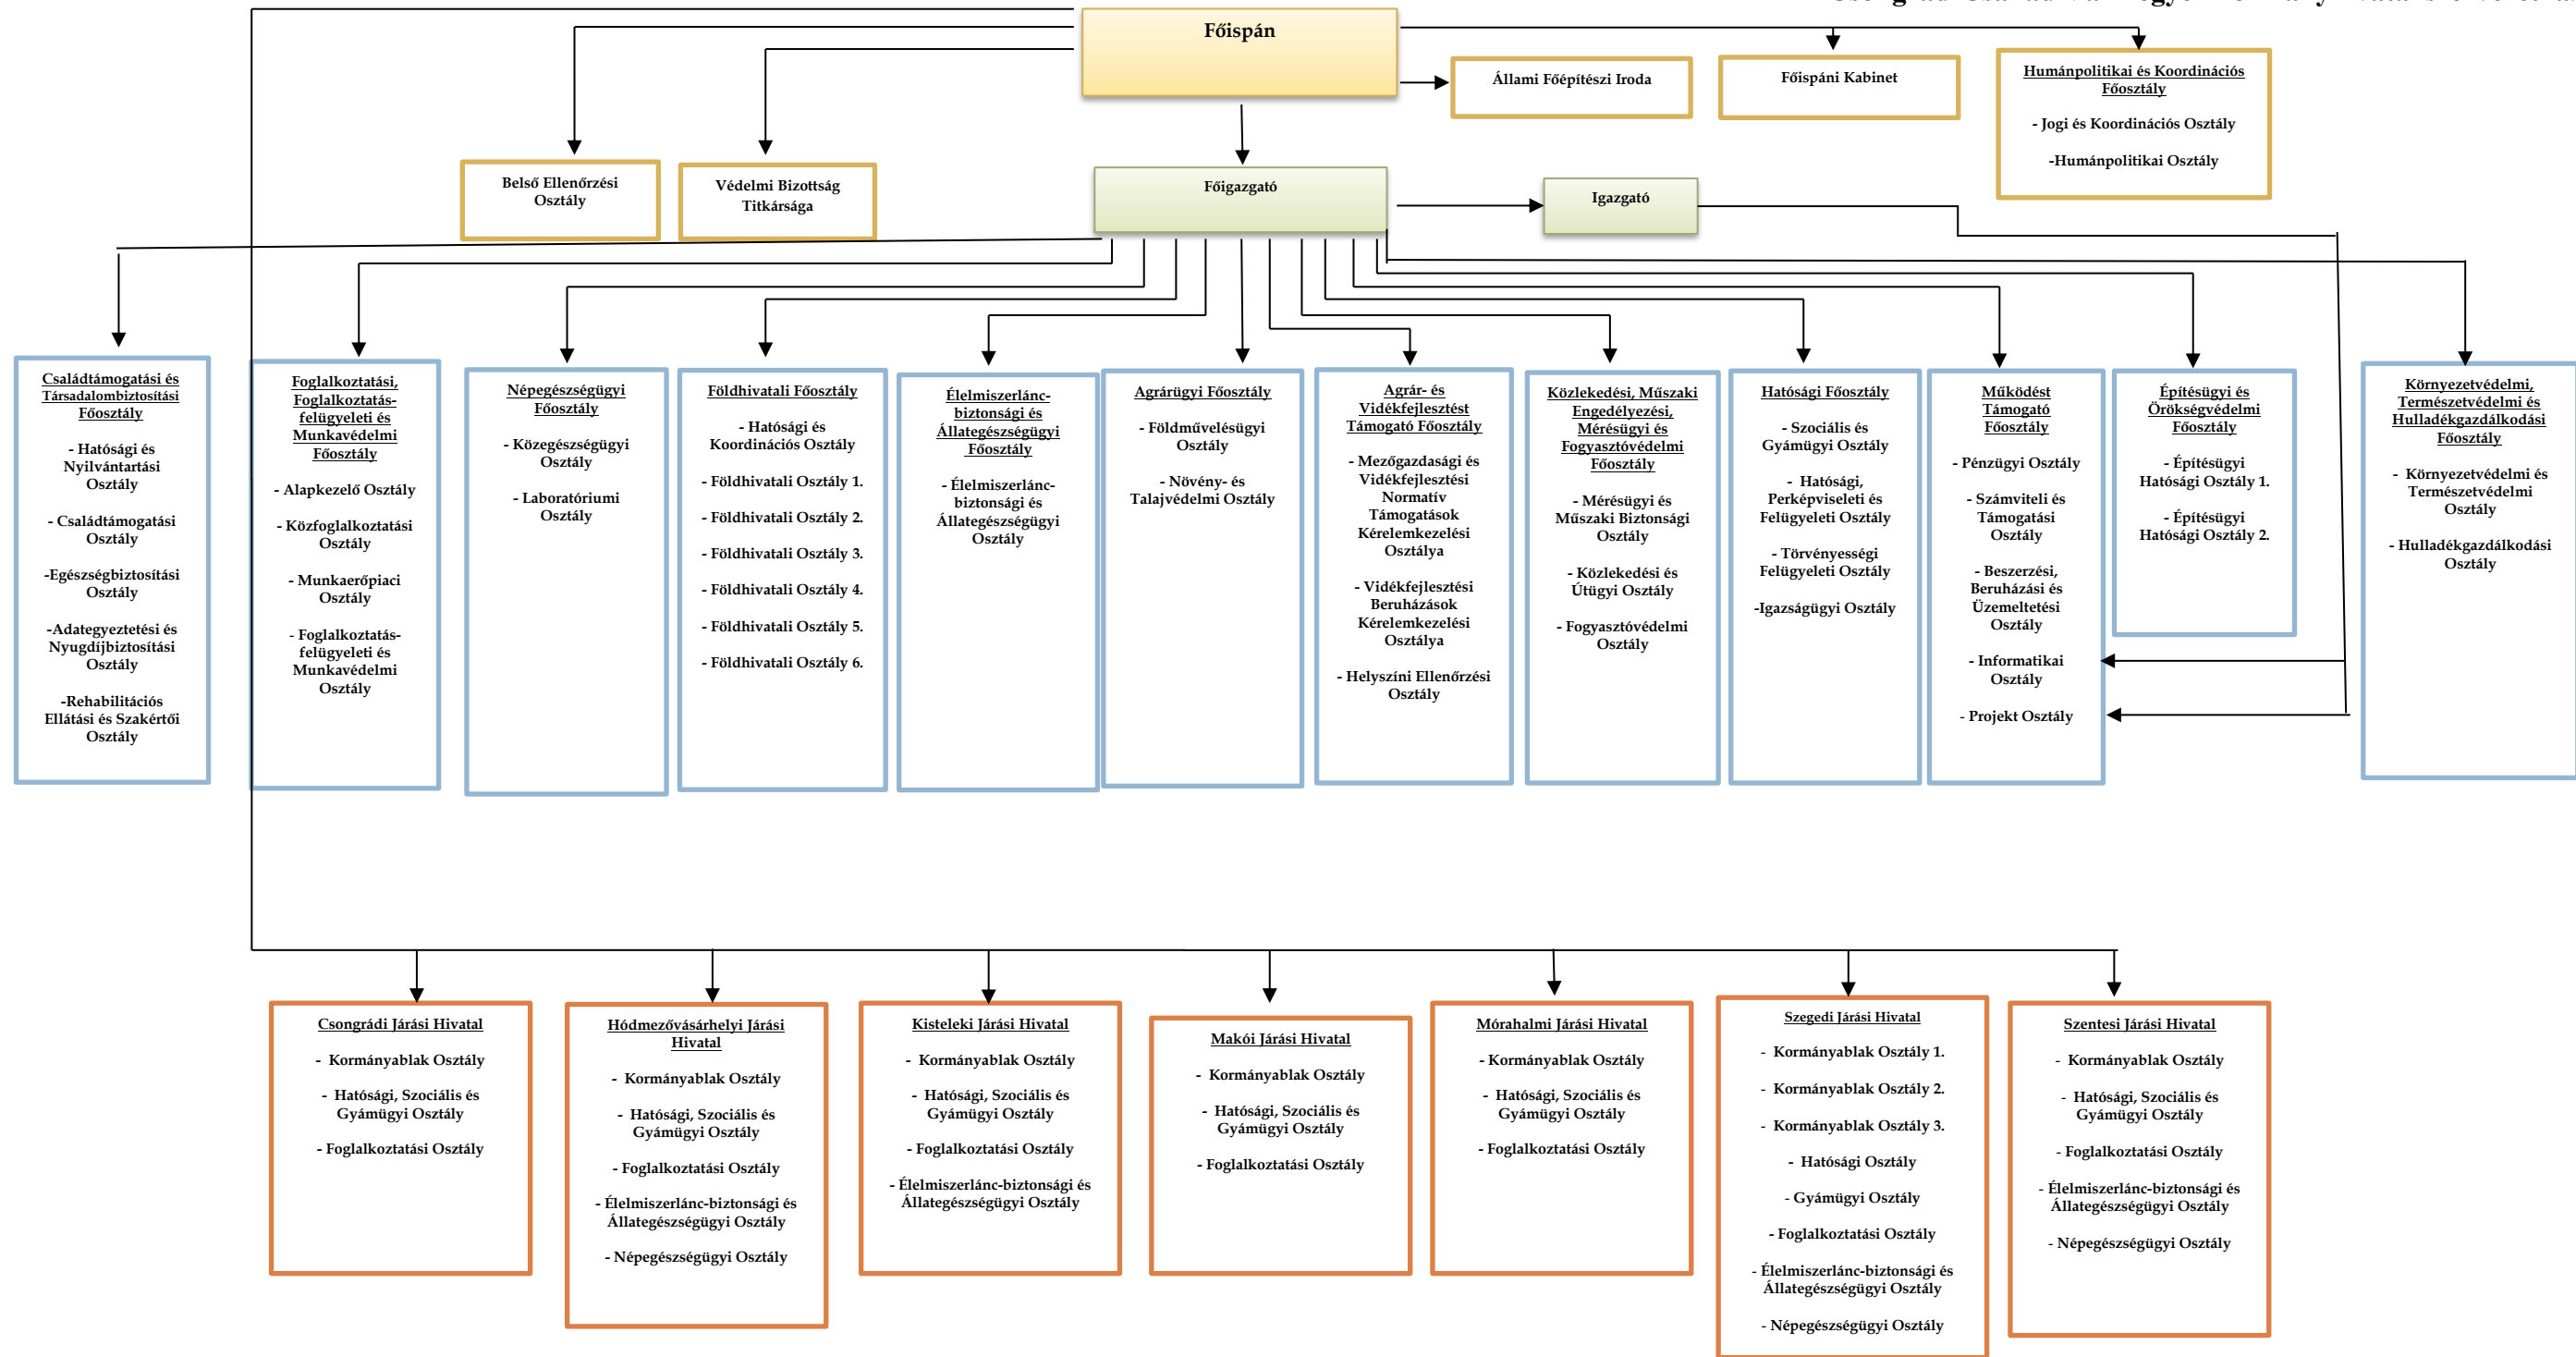 Főispán
Állami Főépítészi Iroda
Főispáni Kabinet
Humánpolitikai és Koordinációs
Főosztály
- Jogi és Koordinációs Osztály
-Humánpolitikai Osztály
Belső Ellenőrzési
Osztály
Védelmi Bizottság
Titkársága
Főigazgató
Igazgató
Családtámogatási és
Társadalombiztosítási
Főosztály
- Hatósági és
Nyilvántartási
Osztály
- Családtámogatási
Osztály
-Egészségbiztosítási
Osztály
-Adategyeztetési és
Nyugdíjbiztosítási
Osztály
-Rehabilitációs
Ellátási és Szakértői
Osztály
Foglalkoztatási,
Foglalkoztatás-
felügyeleti és
Munkavédelmi
Főosztály
- Alapkezelő Osztály
- Közfoglalkoztatási
Osztály
- Munkaerőpiaci
Osztály
- Foglalkoztatás-
felügyeleti és
Munkavédelmi
Osztály
Népegészségügyi
Főosztály
- Közegészségügyi
Osztály
- Laboratóriumi
Osztály
Földhivatali Főosztály
- Hatósági és
Koordinációs Osztály
- Földhivatali Osztály 1.
- Földhivatali Osztály 2.
- Földhivatali Osztály 3.
- Földhivatali Osztály 4.
- Földhivatali Osztály 5.
- Földhivatali Osztály 6.
Élelmiszerlánc-
biztonsági és
Állategészségügyi
Főosztály
- Élelmiszerlánc-
biztonsági és
Állategészségügyi
Osztály
Agrárügyi Főosztály
- Földművelésügyi
Osztály
- Növény- és
Talajvédelmi Osztály
Agrár- és
Vidékfejlesztést
Támogató Főosztály
- Mezőgazdasági és
Vidékfejlesztési
Normatív
Támogatások
Kérelemkezelési
Osztálya
- Vidékfejlesztési
Beruházások
Kérelemkezelési
Osztálya
- Helyszíni Ellenőrzési
Osztály
Közlekedési, Műszaki
Engedélyezési,
Mérésügyi és
Fogyasztóvédelmi
Főosztály
- Mérésügyi és
Műszaki Biztonsági
Osztály
- Közlekedési és
Útügyi Osztály
- Fogyasztóvédelmi
Osztály
Hatósági Főosztály
- Szociális és
Gyámügyi Osztály
- Hatósági,
Perképviseleti és
Felügyeleti Osztály
- Törvényességi
Felügyeleti Osztály
-Igazságügyi Osztály
Működést
Támogató
Főosztály
- Pénzügyi Osztály
- Számviteli és
Támogatási
Osztály
- Beszerzési,
Beruházási és
Üzemeltetési
Osztály
- Informatikai
Osztály
- Projekt Osztály
Építésügyi és
Örökségvédelmi
Főosztály
- Építésügyi
Hatósági Osztály 1.
- Építésügyi
Hatósági Osztály 2.
Környezetvédelmi,
Természetvédelmi és
Hulladékgazdálkodási
Főosztály
- Környezetvédelmi és
Természetvédelmi
Osztály
- Hulladékgazdálkodási
Osztály
Csongrádi Járási Hivatal
- Kormányablak Osztály
- Hatósági, Szociális és
Gyámügyi Osztály
- Foglalkoztatási Osztály
Hódmezővásárhelyi Járási
Hivatal
- Kormányablak Osztály
- Hatósági, Szociális és
Gyámügyi Osztály
- Foglalkoztatási Osztály
- Élelmiszerlánc-biztonsági és
Állategészségügyi Osztály
- Népegészségügyi Osztály
Kisteleki Járási Hivatal
- Kormányablak Osztály
- Hatósági, Szociális és
Gyámügyi Osztály
- Foglalkoztatási Osztály
- Élelmiszerlánc-biztonsági és
Állategészségügyi Osztály
Makói Járási Hivatal
- Kormányablak Osztály
- Hatósági, Szociális és
Gyámügyi Osztály
- Foglalkoztatási Osztály
Mórahalmi Járási Hivatal
- Kormányablak Osztály
- Hatósági, Szociális és
Gyámügyi Osztály
- Foglalkoztatási Osztály
Szegedi Járási Hivatal
- Kormányablak Osztály 1.
- Kormányablak Osztály 2.
- Kormányablak Osztály 3.
- Hatósági Osztály
- Gyámügyi Osztály
- Foglalkoztatási Osztály
- Élelmiszerlánc-biztonsági és
Állategészségügyi Osztály
- Népegészségügyi Osztály
Szentesi Járási Hivatal
- Kormányablak Osztály
- Hatósági, Szociális és
Gyámügyi Osztály
- Foglalkoztatási Osztály
- Élelmiszerlánc-biztonsági és
Állategészségügyi Osztály
- Népegészségügyi Osztály